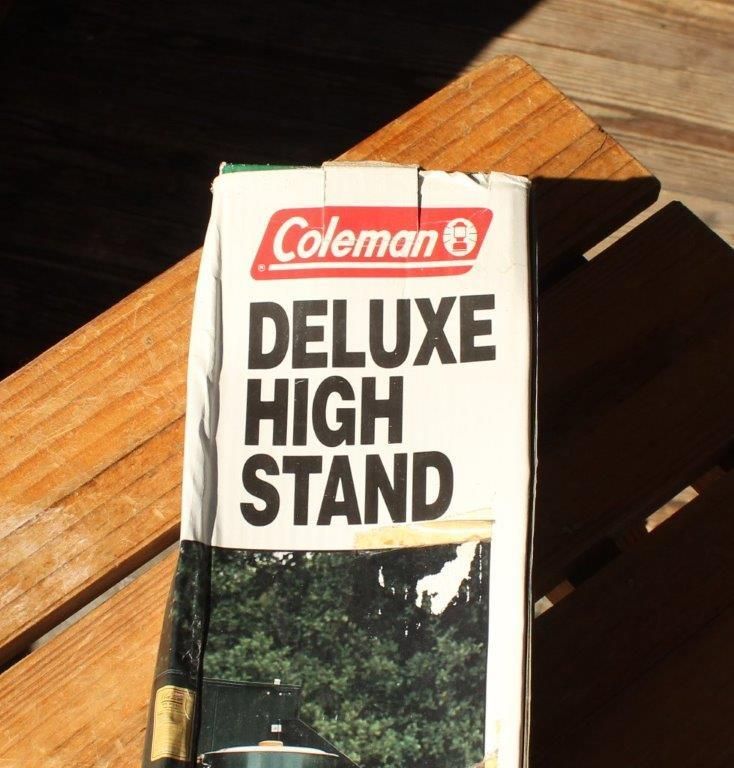 Coleman
®
DELUXE
HIGH
STAND